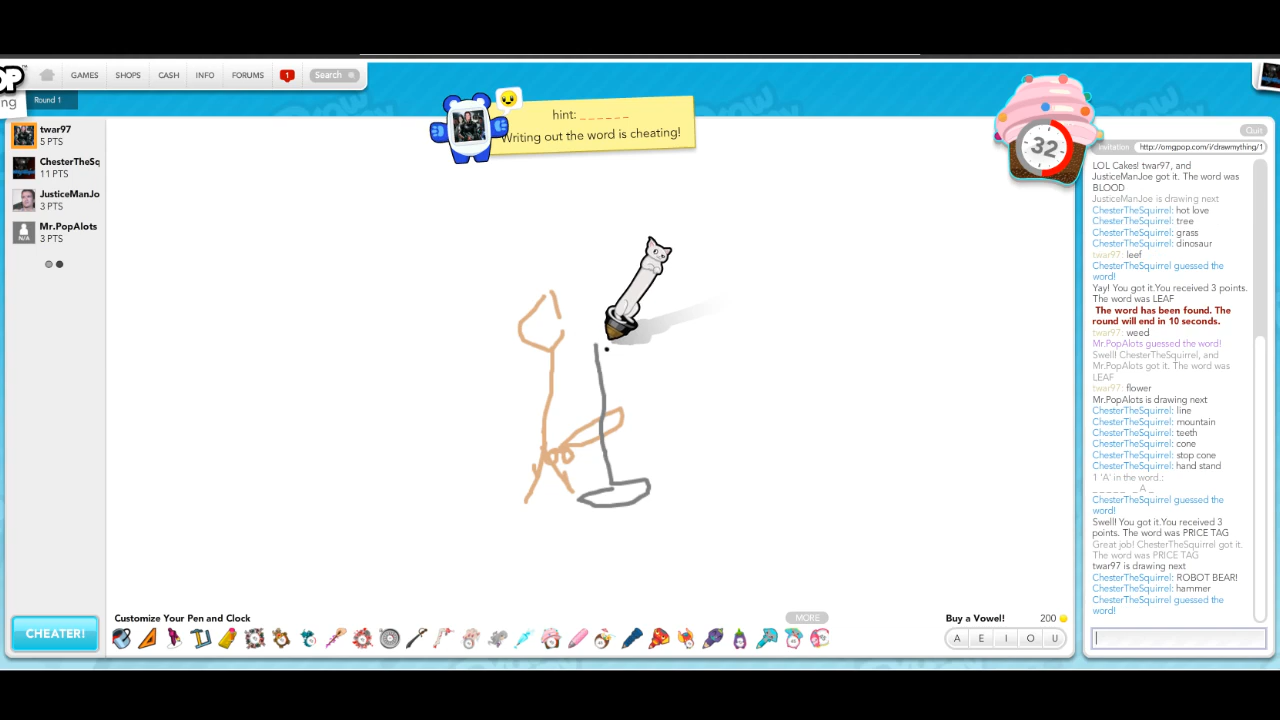 OP
GAMES
SHOPS
CASH
INFO
FORUMS
1
Search
ng
Round 1
twar97
5 PTS
ChesterTheSq
11 PTS
JusticeManJo
3 PTS
Mr.PopAlots
3 PTS
N/A
CHEATER!
hint: _ _ _ _ _ _
Writing out the word is cheating!
32
Quit
Invitation http://omgpop.com/i/drawmything/1
LOL Cakes! twar97, and
JusticeManJoe got it. The word was
BLOOD
JusticeManJoe is drawing next
ChesterTheSquirrel: hot love
ChesterTheSquirrel: tree
ChesterTheSquirrel: grass
ChesterTheSquirrel: dinosaur
twar97: leef
ChesterTheSquirrel guessed the
word!
Yay! You got it.You received 3 points.
The word was LEAF
The word has been found. The
round will end in 10 seconds.
twar97: weed
Mr.PopAlots guessed the word!
Swell! ChesterTheSquirrel, and
Mr.PopAlots got it. The word was
LEAF
twar97: flower
Mr.PopAlots is drawing next
ChesterTheSquirrel: line
ChesterTheSquirrel: mountain
ChesterTheSquirrel: teeth
ChesterTheSquirrel: cone
ChesterTheSquirrel: stop cone
ChesterTheSquirrel: hand stand
1 'A' in the word.:
_ _ _ _ _ _ A _
ChesterTheSquirrel guessed the
word!
Swell! You got it.You received 3
points. The word was PRICE TAG
Great job! ChesterTheSquirrel got it.
The word was PRICE TAG
twar97 is drawing next
ChesterTheSquirrel: ROBOT BEAR!
ChesterTheSquirrel: hammer
ChesterTheSquirrel guessed the
word!
Customize Your Pen and Clock
MORE
Buy a Vowel! 200
A E I O U